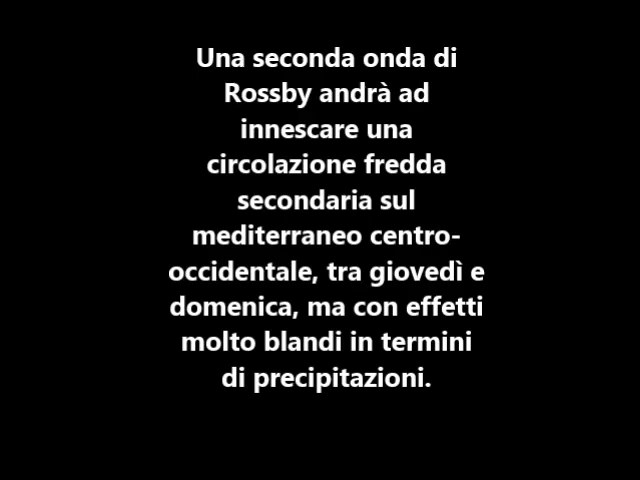 Una seconda onda di
Rossby andrà ad
innescare una
circolazione fredda
secondaria sul
mediterraneo centro-
occidentale, tra giovedì e
domenica, ma con effetti
molto blandi in termini
di precipitazioni.